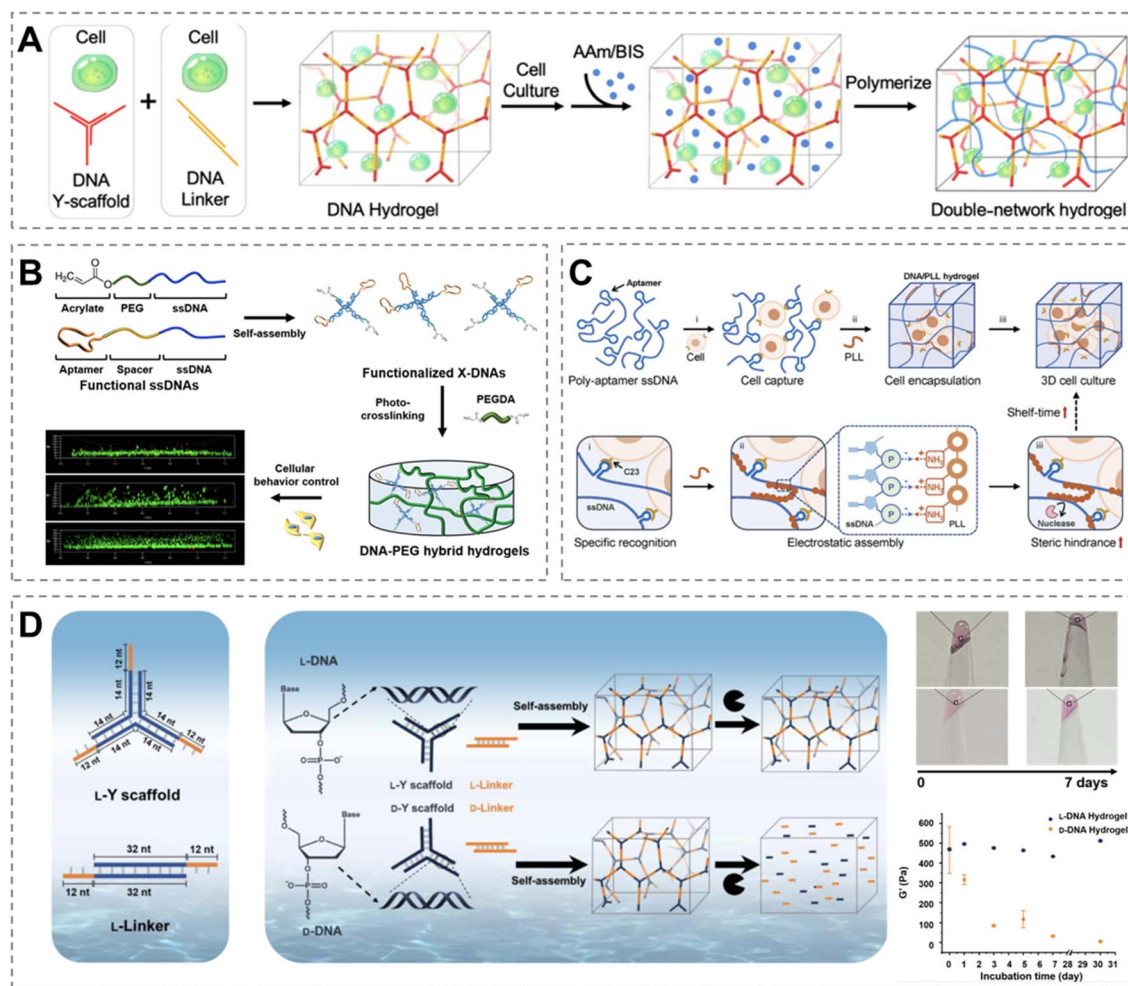 A
Cell
+
Cell
DNA
Y-scaffold
DNA
Linker
DNA Hydrogel
Cell
Culture
AAm/BIS
Polymerize
Double-network hydrogel
B
H₂C
O
O
Acrylate PEG ssDNA
Aptamer Spacer ssDNA
Functional ssDNAs
Self-assembly
Functionalized X-DNAs
Photo-
crosslinking
PEGDA
Cellular
behavior control
DNA-PEG hybrid hydrogels
C
Aptamer
Poly-aptamer ssDNA
i
Cell
Cell capture
ii
PLL
DNA/PLL hydrogel
Cell encapsulation
iii
3D cell culture
Shelf-time
i
C23
ssDNA
Specific recognition
ii
P - + NH₂
P - + NH₂
P - + NH₂
ssDNA PLL
Electrostatic assembly
iii
Nuclease
Steric hindrance
D
12 nt
14 nt 14 nt
14 nt 14 nt
12 nt 14 nt 14 nt 12 nt
L-Y scaffold
32 nt 12 nt
12 nt 32 nt
L-Linker
L-DNA
Base
O
O
O P O-
O
L-Y scaffold L-Linker
D-Y scaffold D-Linker
Self-assembly
Self-assembly
O
Base
O
-O P O
O
D-DNA
G G
G G
0 7 days
L-DNA Hydrogel
D-DNA Hydrogel
G' (Pa)
600
500
400
300
200
100
0
0 1 2 3 4 5 6 7 28 29 30 31
Incubation time (day)